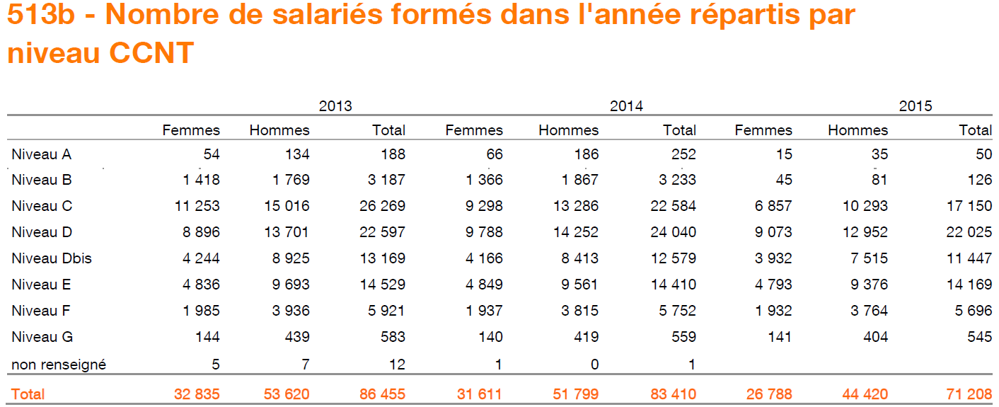 513b - Nombre de salariés formés dans l'année répartis par
niveau CCNT
2013 2014 2015
Femmes Hommes Total Femmes Hommes Total Femmes Hommes Total
Niveau A 54 134 188 66 186 252 15 35 50
Niveau B 1 418 1 769 3 187 1 366 1 867 3 233 45 81 126
Niveau C 11 253 15 016 26 269 9 298 13 286 22 584 6 857 10 293 17 150
Niveau D 8 896 13 701 22 597 9 788 14 252 24 040 9 073 12 952 22 025
Niveau Dbis 4 244 8 925 13 169 4 166 8 413 12 579 3 932 7 515 11 447
Niveau E 4 836 9 693 14 529 4 849 9 561 14 410 4 793 9 376 14 169
Niveau F 1 985 3 936 5 921 1 937 3 815 5 752 1 932 3 764 5 696
Niveau G 144 439 583 140 419 559 141 404 545
non renseigné 5 7 12 1 0 1
Total 32 835 53 620 86 455 31 611 51 799 83 410 26 788 44 420 71 208